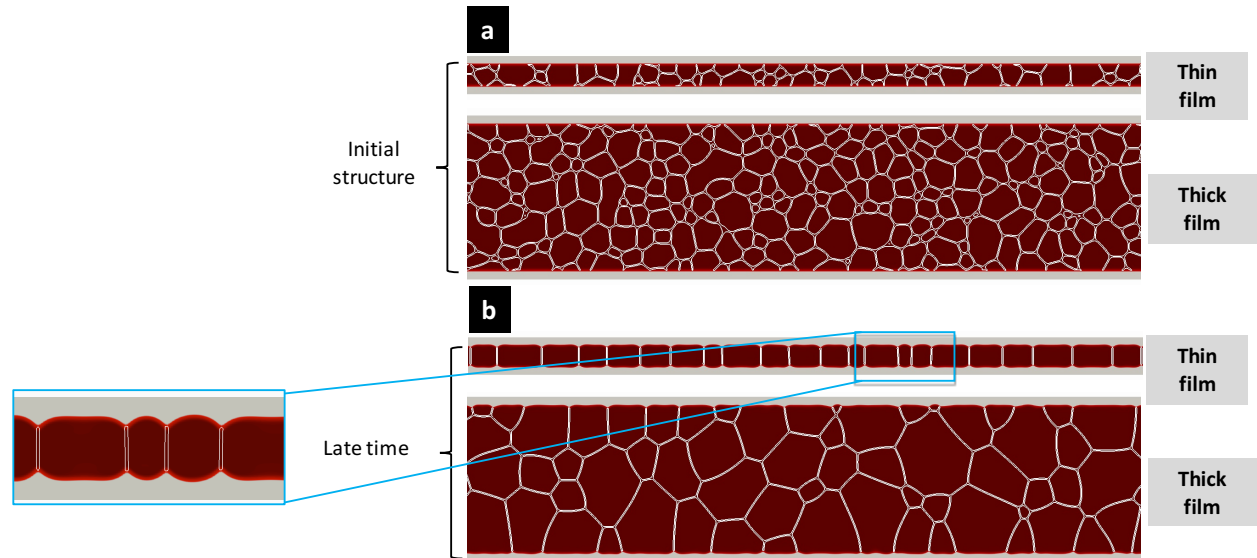 a
Thin
film
Initial
structure
Thick
film
b
Thin
film
Late time
Thick
film